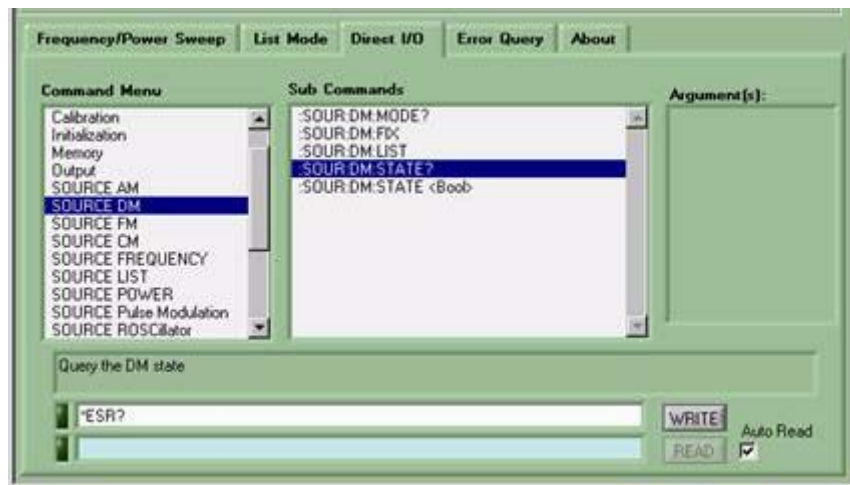 Frequency/Power Sweep List Mode Direct I/O Error Query About
Command Menu
Calibration
Initialization
Memory
Output
SOURCE AM
SOURCE DM
SOURCE FM
SOURCE CM
SOURCE FREQUENCY
SOURCE LIST
SOURCE POWER
SOURCE Pulse Modulation
SOURCE ROSCillator
Sub Commands
:SOUR:DM:MODE?
:SOUR:DM:FIX
:SOUR:DM:LIST
:SOUR:DM:STATE?
:SOUR:DM:STATE <Bool>
Argument(s):
Query the DM state
*ESR?
WRITE
READ
Auto Read